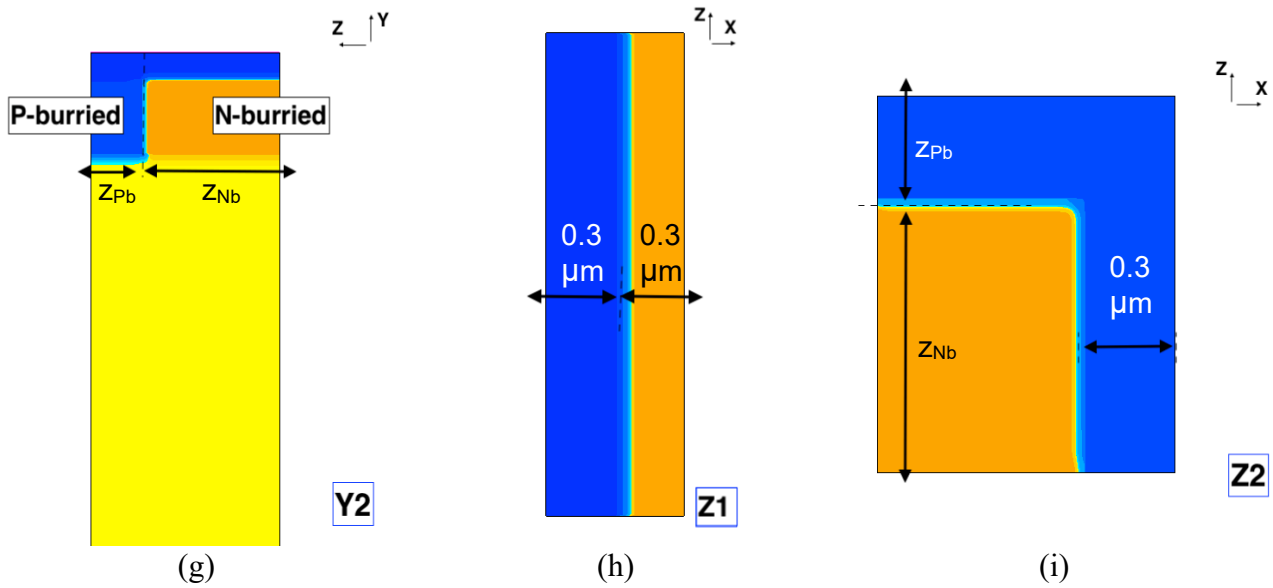 Z Y
P-burried N-burried
zPb zNb
Y2
(g)
Z X
0.3 μm
0.3 μm
Z1
(h)
Z X
zPb
0.3 μm
zNb
Z2
(i)